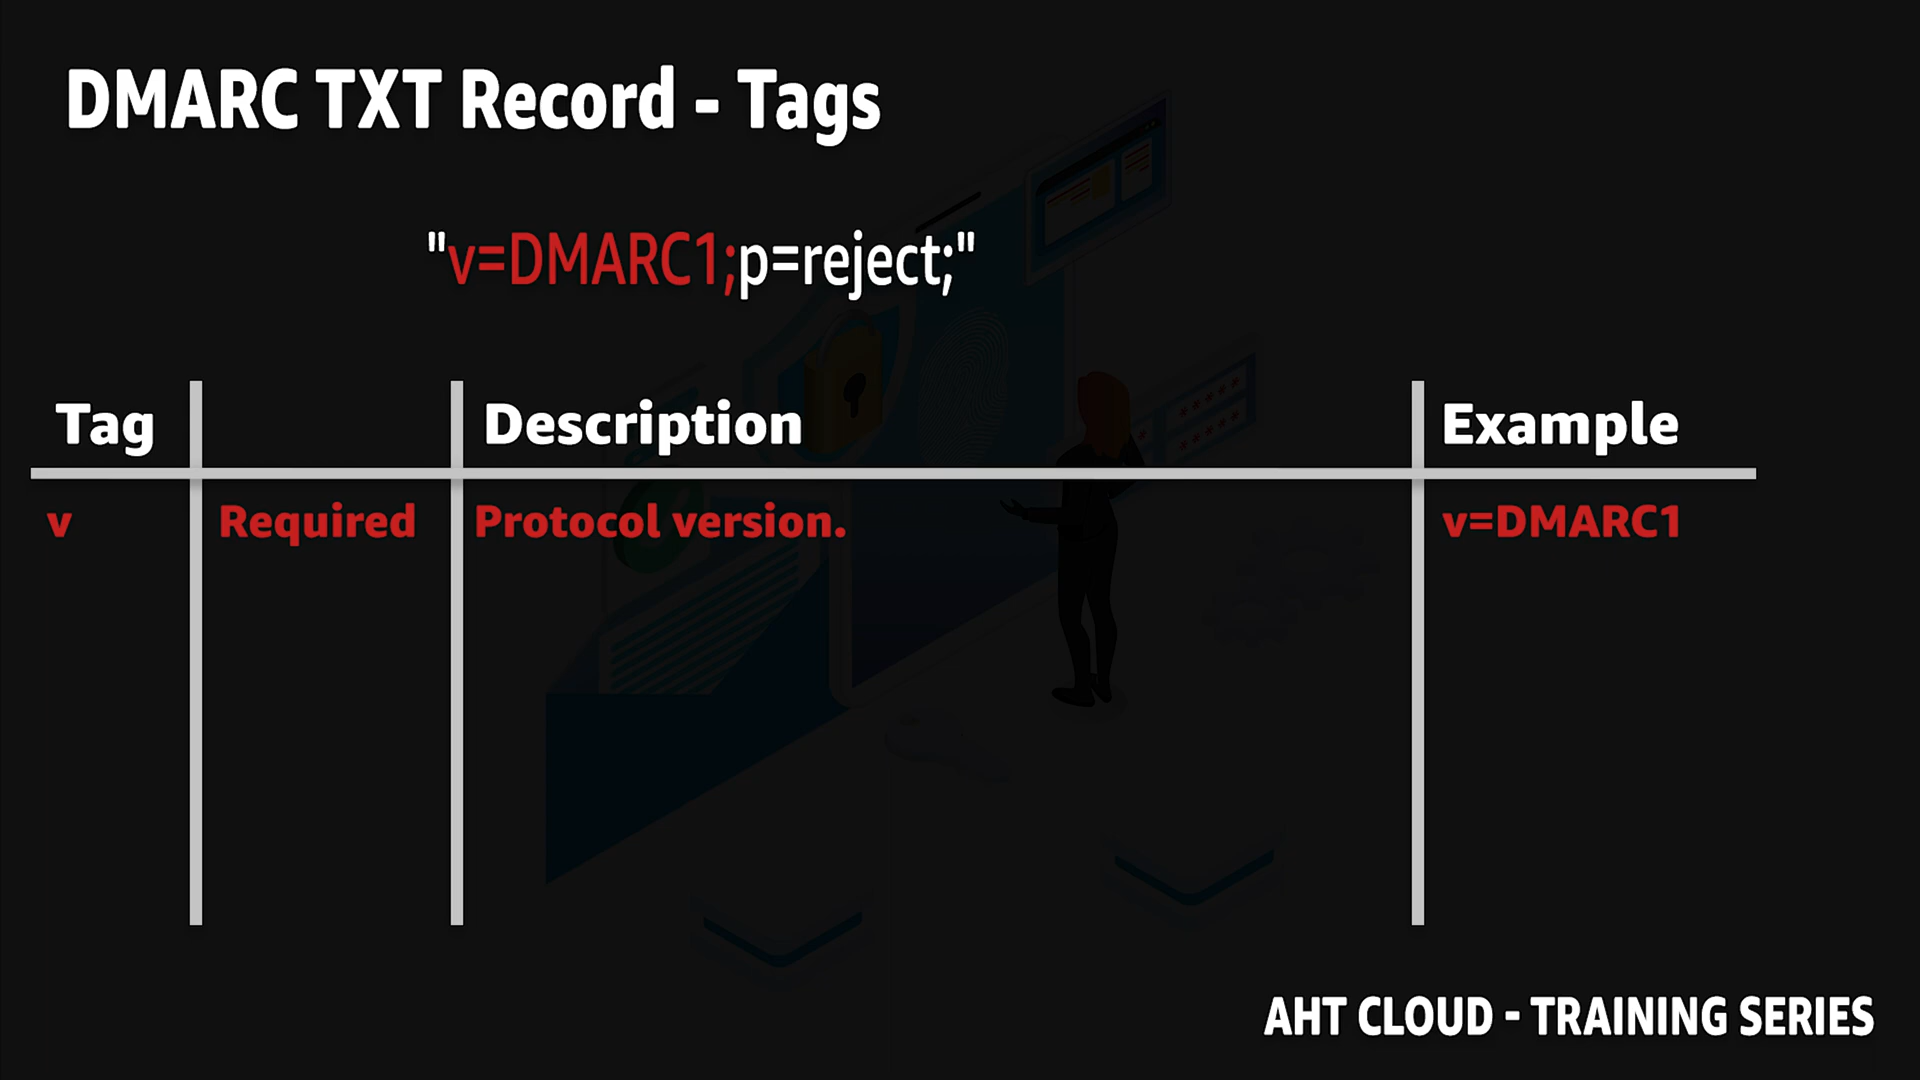 DMARC TXT Record - Tags
"v=DMARC1;p=reject;"
Tag Description Example
v Required Protocol version. v=DMARC1
AHT CLOUD - TRAINING SERIES